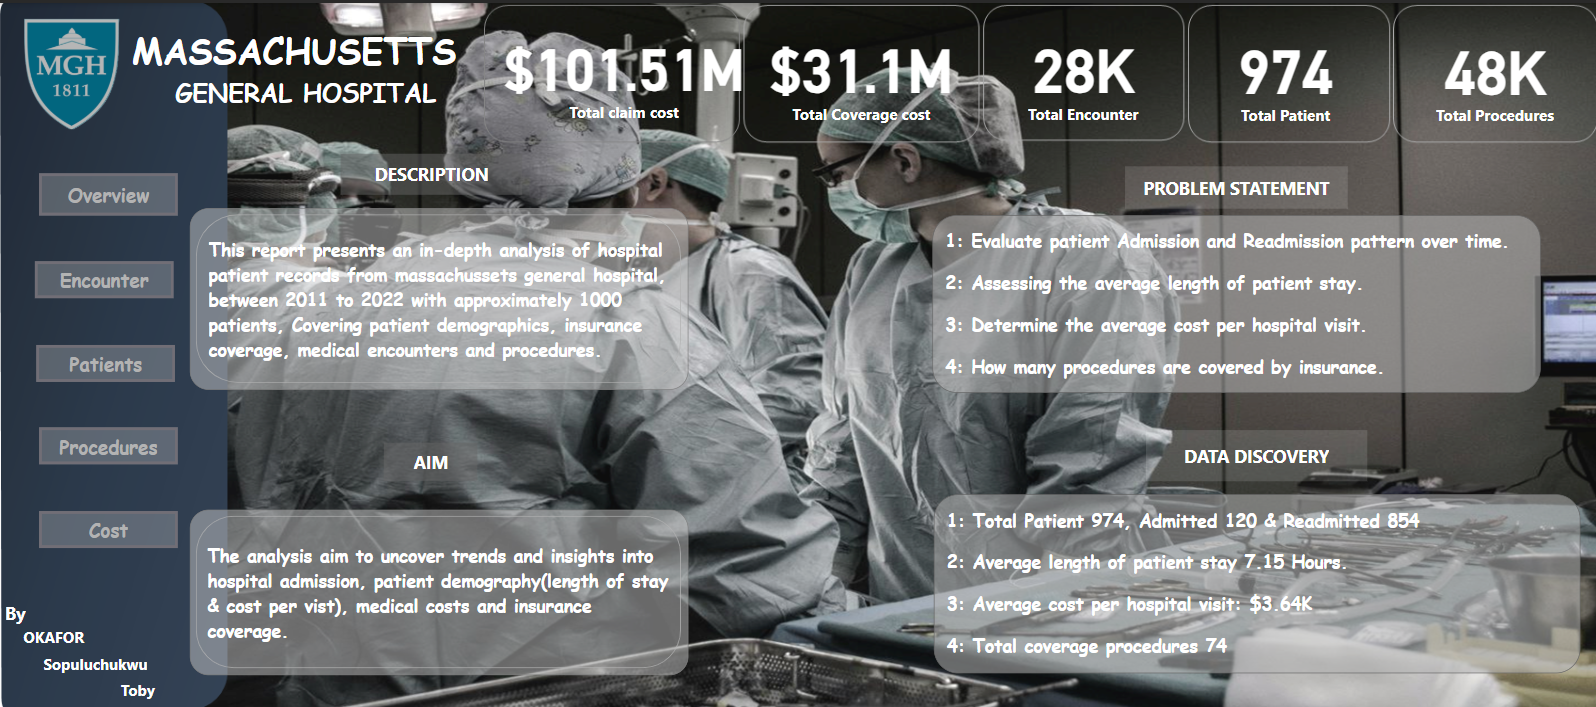 MGH
1811
MASSACHUSETTS
GENERAL HOSPITAL
$101.51M
Total claim cost
$31.1M
Total Coverage cost
28K
Total Encounter
974
Total Patient
48K
Total Procedures
Overview
Encounter
Patients
Procedures
Cost
By
OKAFOR
Sopuluchukwu
Toby
DESCRIPTION
This report presents an in-depth analysis of hospital
patient records from massachussets general hospital,
between 2011 to 2022 with approximately 1000
patients, Covering patient demographics, insurance
coverage, medical encounters and procedures.
AIM
The analysis aim to uncover trends and insights into
hospital admission, patient demography(length of stay
& cost per vist), medical costs and insurance
coverage.
PROBLEM STATEMENT
1: Evaluate patient Admission and Readmission pattern over time.
2: Assessing the average length of patient stay.
3: Determine the average cost per hospital visit.
4: How many procedures are covered by insurance.
DATA DISCOVERY
1: Total Patient 974, Admitted 120 & Readmitted 854
2: Average length of patient stay 7.15 Hours.
3: Average cost per hospital visit: $3.64K
4: Total coverage procedures 74